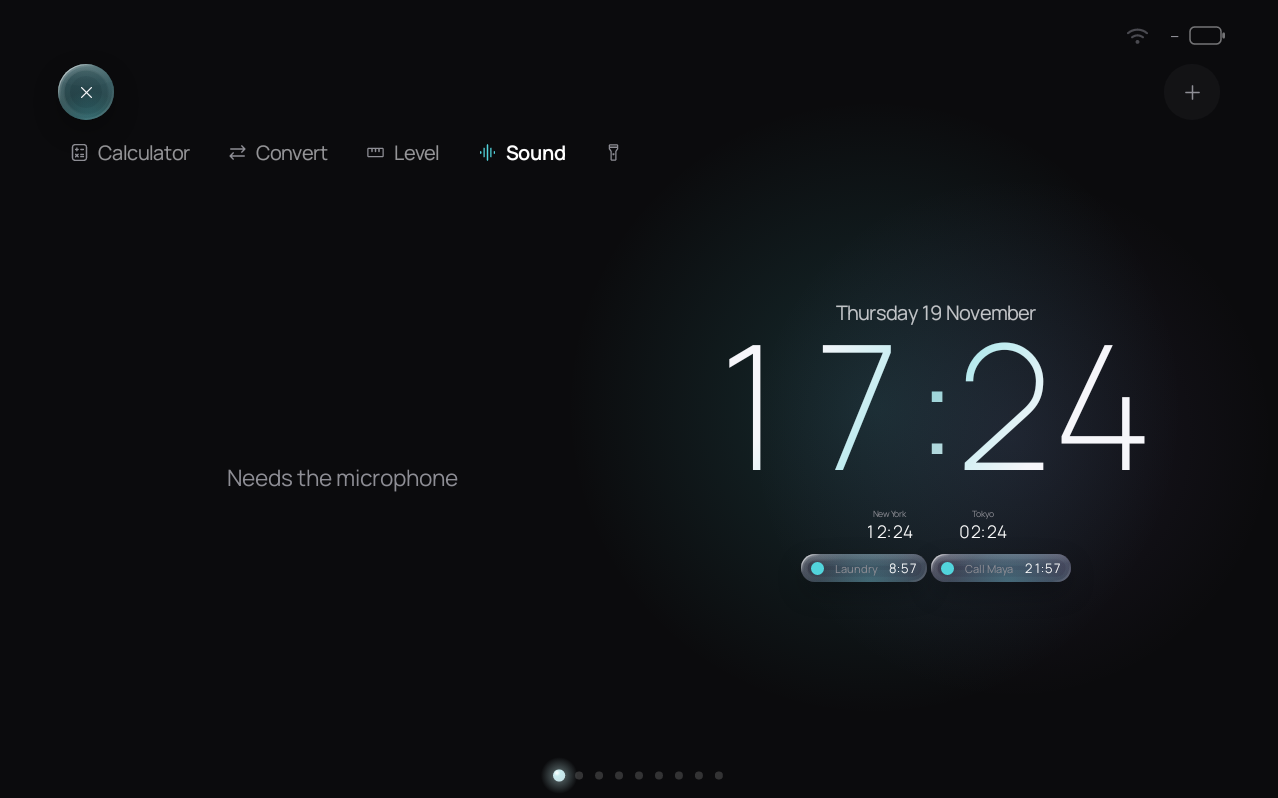 –
Calculator Convert Level Sound
Thursday 19 November
17:24
Needs the microphone
New York Tokyo
12:24 02:24
Laundry 8:57 Call Maya 21:57